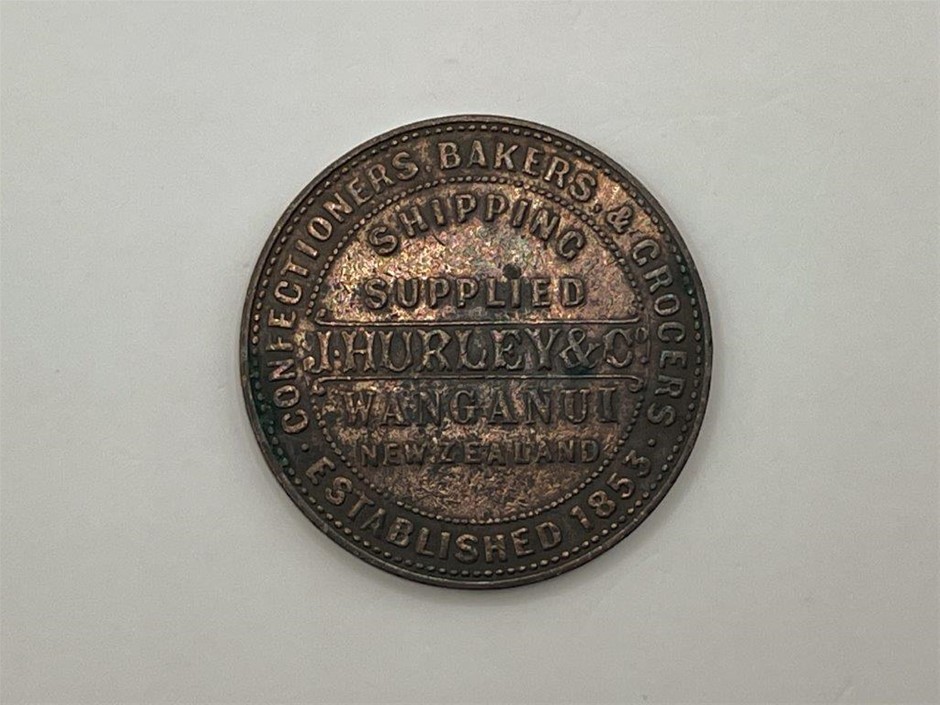 CONFECTIONERS BAKERS, & GROCERS
SHIPPING
SUPPLIED
J. HURLEY & Co.
WANGANUI
NEW ZEALAND
· ESTABLISHED 1853 ·